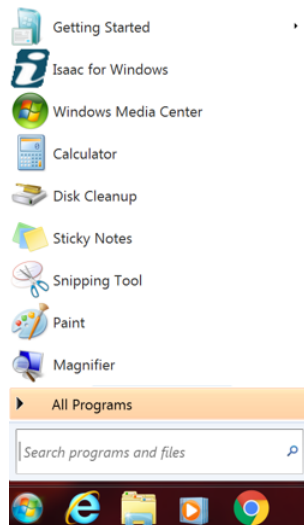 Getting Started
Isaac for Windows
Windows Media Center
Calculator
Disk Cleanup
Sticky Notes
Snipping Tool
Paint
Magnifier
All Programs
Search programs and files